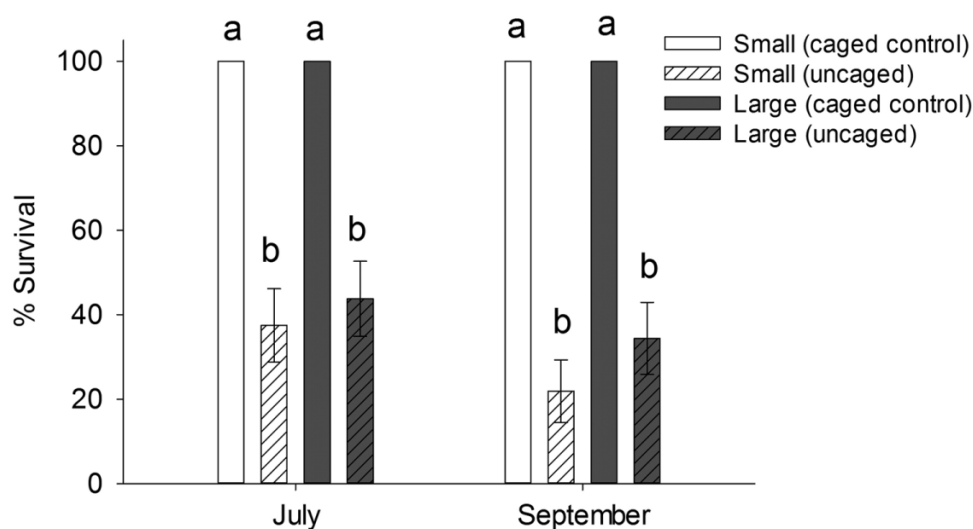 a a a a
Small (caged control)
Small (uncaged)
Large (caged control)
Large (uncaged)
100
80
60
40
20
0
% Survival
b b b b
July September